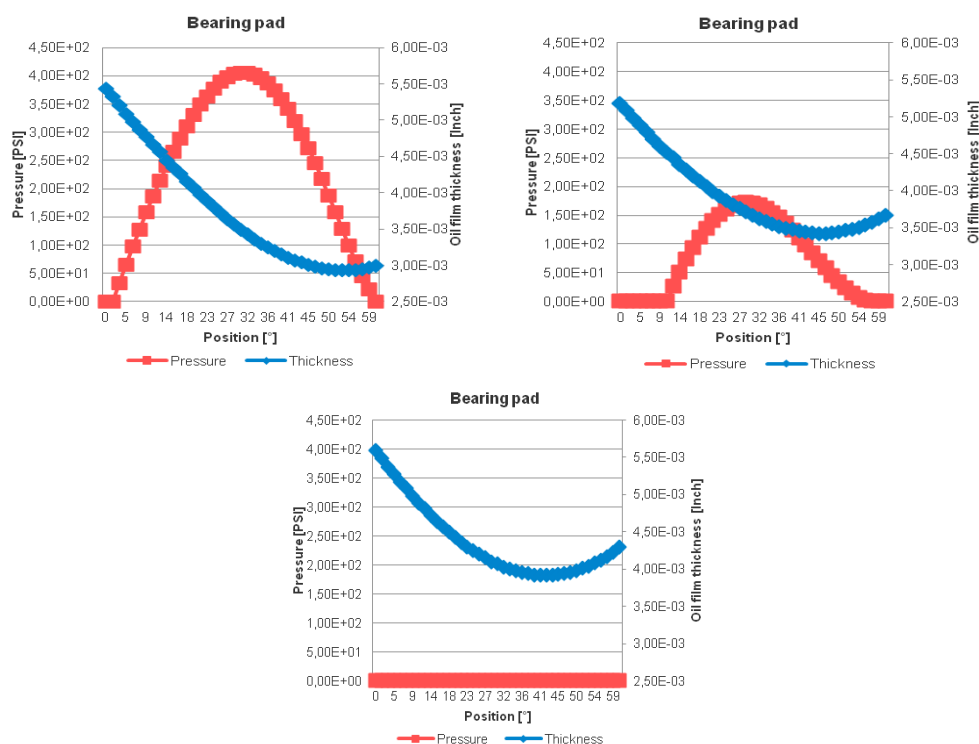 Bearing pad
4,50E+02
4,00E+02
3,50E+02
3,00E+02
2,50E+02
2,00E+02
1,50E+02
1,00E+02
5,00E+01
0,00E+00
Pressure [PSI]
6,00E-03
5,50E-03
5,00E-03
4,50E-03
4,00E-03
3,50E-03
3,00E-03
2,50E-03
Oil film thickness [Inch]
0 5 9 14 18 23 27 32 36 41 45 50 54 59
Position [°]
Pressure Thickness
Bearing pad
4,50E+02
4,00E+02
3,50E+02
3,00E+02
2,50E+02
2,00E+02
1,50E+02
1,00E+02
5,00E+01
0,00E+00
Pressure [PSI]
6,00E-03
5,50E-03
5,00E-03
4,50E-03
4,00E-03
3,50E-03
3,00E-03
2,50E-03
Oil film thickness [Inch]
0 5 9 14 18 23 27 32 36 41 45 50 54 59
Position [°]
Pressure Thickness
Bearing pad
4,50E+02
4,00E+02
3,50E+02
3,00E+02
2,50E+02
2,00E+02
1,50E+02
1,00E+02
5,00E+01
0,00E+00
Pressure [PSI]
6,00E-03
5,50E-03
5,00E-03
4,50E-03
4,00E-03
3,50E-03
3,00E-03
2,50E-03
Oil film thickness [Inch]
0 5 9 14 18 23 27 32 36 41 45 50 54 59
Position [°]
Pressure Thickness